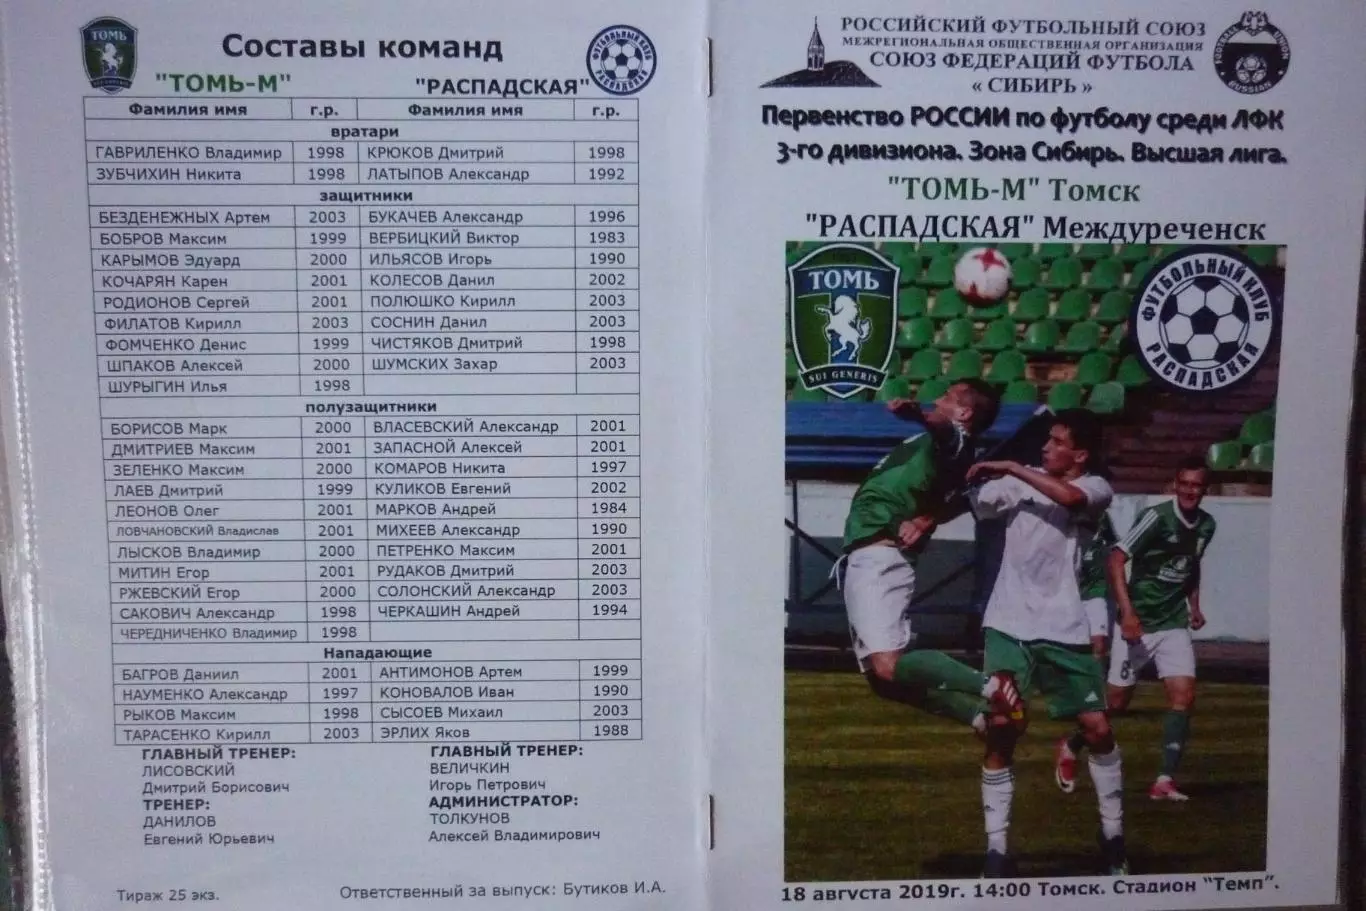 ТОМЬ
Составы команд
ФУТБОЛЬНЫЙ КЛУБ
РАСПАДСКАЯ
"ТОМЬ-М" "РАСПАДСКАЯ"
Фамилия имя г.р. Фамилия имя г.р.
вратари
ГАВРИЛЕНКО Владимир 1998 КРЮКОВ Дмитрий 1998
ЗУБЧИХИН Никита 1998 ЛАТЫПОВ Александр 1992
защитники
БЕЗДЕНЕЖНЫХ Артем 2003 БУКАЧЕВ Александр 1996
БОБРОВ Максим 1999 ВЕРБИЦКИЙ Виктор 1983
КАРЫМОВ Эдуард 2000 ИЛЬЯСОВ Игорь 1990
КОЧАРЯН Карен 2001 КОЛЕСОВ Данил 2002
РОДИОНОВ Сергей 2001 ПОЛЮШКО Кирилл 2003
ФИЛАТОВ Кирилл 2003 СОСНИН Данил 2003
ФОМЧЕНКО Денис 1999 ЧИСТЯКОВ Дмитрий 1998
ШПАКОВ Алексей 2000 ШУМСКИХ Захар 2003
ШУРЫГИН Илья 1998
полузащитники
БОРИСОВ Марк 2000 ВЛАСЕВСКИЙ Александр 2001
ДМИТРИЕВ Максим 2001 ЗАПАСНОЙ Алексей 2001
ЗЕЛЕНКО Максим 2000 КОМАРОВ Никита 1997
ЛАЕВ Дмитрий 1999 КУЛИКОВ Евгений 2002
ЛЕОНОВ Олег 2001 МАРКОВ Андрей 1984
ЛОВЧАНОВСКИЙ Владислав 2001 МИХЕЕВ Александр 1990
ЛЫСКОВ Владимир 2000 ПЕТРЕНКО Максим 2001
МИТИН Егор 2001 РУДАКОВ Дмитрий 2003
РЖЕВСКИЙ Егор 2000 СОЛОНСКИЙ Александр 2003
САКОВИЧ Александр 1998 ЧЕРКАШИН Андрей 1994
ЧЕРЕДНИЧЕНКО Владимир 1998
Нападающие
БАГРОВ Даниил 2001 АНТИМОНОВ Артем 1999
НАУМЕНКО Александр 1997 КОНОВАЛОВ Иван 1990
РЫКОВ Максим 1998 СЫСОЕВ Михаил 2003
ТАРАСЕНКО Кирилл 2003 ЭРЛИХ Яков 1988
ГЛАВНЫЙ ТРЕНЕР: ГЛАВНЫЙ ТРЕНЕР:
ЛИСОВСКИЙ ВЕЛИЧКИН
Дмитрий Борисович Игорь Петрович
ТРЕНЕР: АДМИНИСТРАТОР:
ДАНИЛОВ ТОЛКУНОВ
Евгений Юрьевич Алексей Владимирович
Тираж 25 экз. Ответственный за выпуск: Бутиков И.А.
РОССИЙСКИЙ ФУТБОЛЬНЫЙ СОЮЗ
МЕЖРЕГИОНАЛЬНАЯ ОБЩЕСТВЕННАЯ ОРГАНИЗАЦИЯ
СОЮЗ ФЕДЕРАЦИЙ ФУТБОЛА
« СИБИРЬ »
FOOTBALL UNION
RUSSIAN
Первенство РОССИИ по футболу среди ЛФК
3-го дивизиона. Зона Сибирь. Высшая лига.
"ТОМЬ-М" Томск
"РАСПАДСКАЯ" Междуреченск
ТОМЬ
SUI GENERIS
ФУТБОЛЬНЫЙ КЛУБ
РАСПАДСКАЯ
18 августа 2019г. 14:00 Томск. Стадион "Темп".